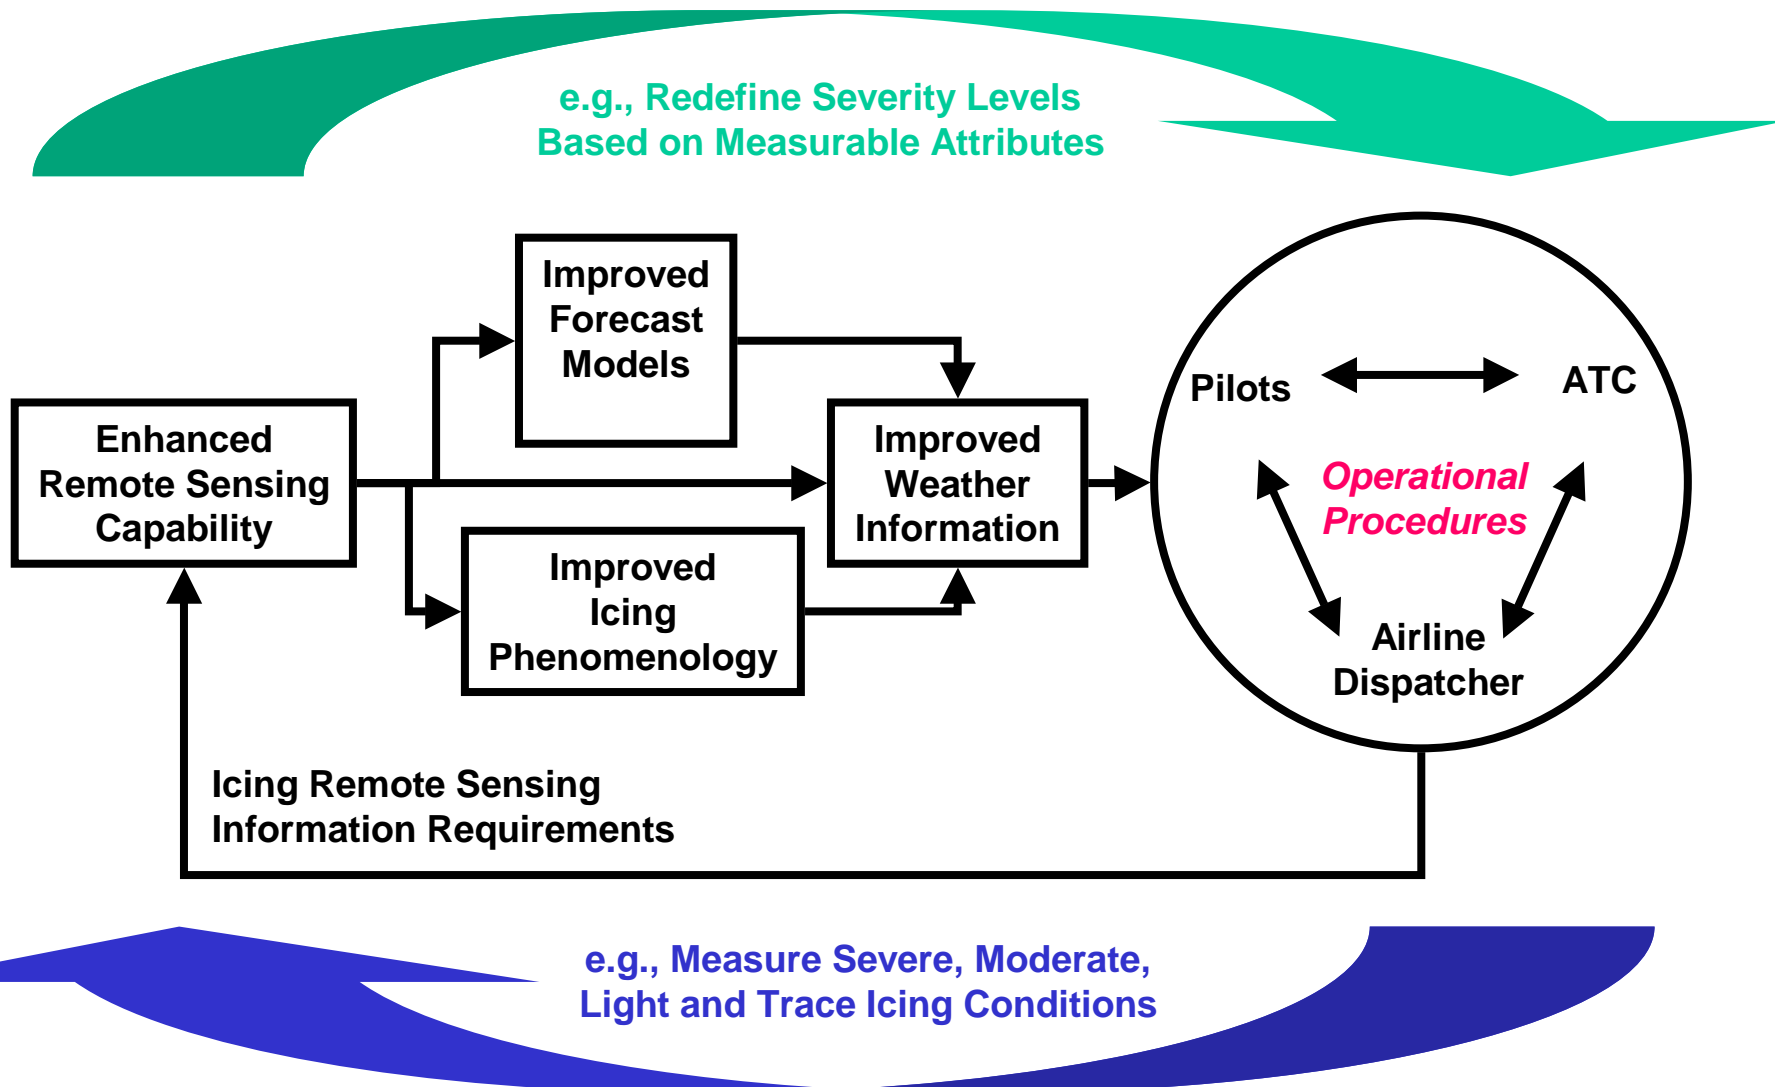 e.g., Redefine Severity Levels
Based on Measurable Attributes
Improved
Forecast
Models
Enhanced
Remote Sensing
Capability
Improved
Weather
Information
Improved
Icing
Phenomenology
Pilots
ATC
Operational
Procedures
Airline
Dispatcher
Icing Remote Sensing
Information Requirements
e.g., Measure Severe, Moderate,
Light and Trace Icing Conditions